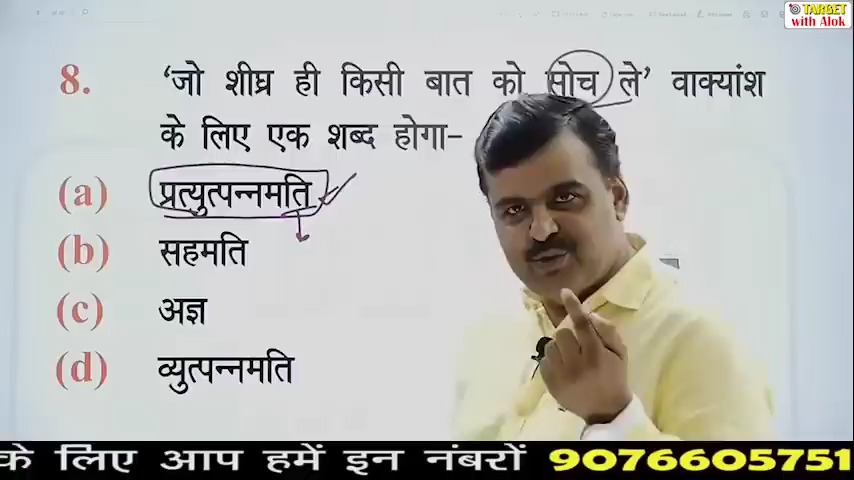 TARGET
with Alok
8. 'जो शीघ्र ही किसी बात को सोच ले' वाक्यांश
के लिए एक शब्द होगा-
(a) प्रत्युत्पन्नमति
(b) सहमति
(c) अज्ञ
(d) व्युत्पन्नमति
के लिए आप हमें इन नंबरों 9076605751